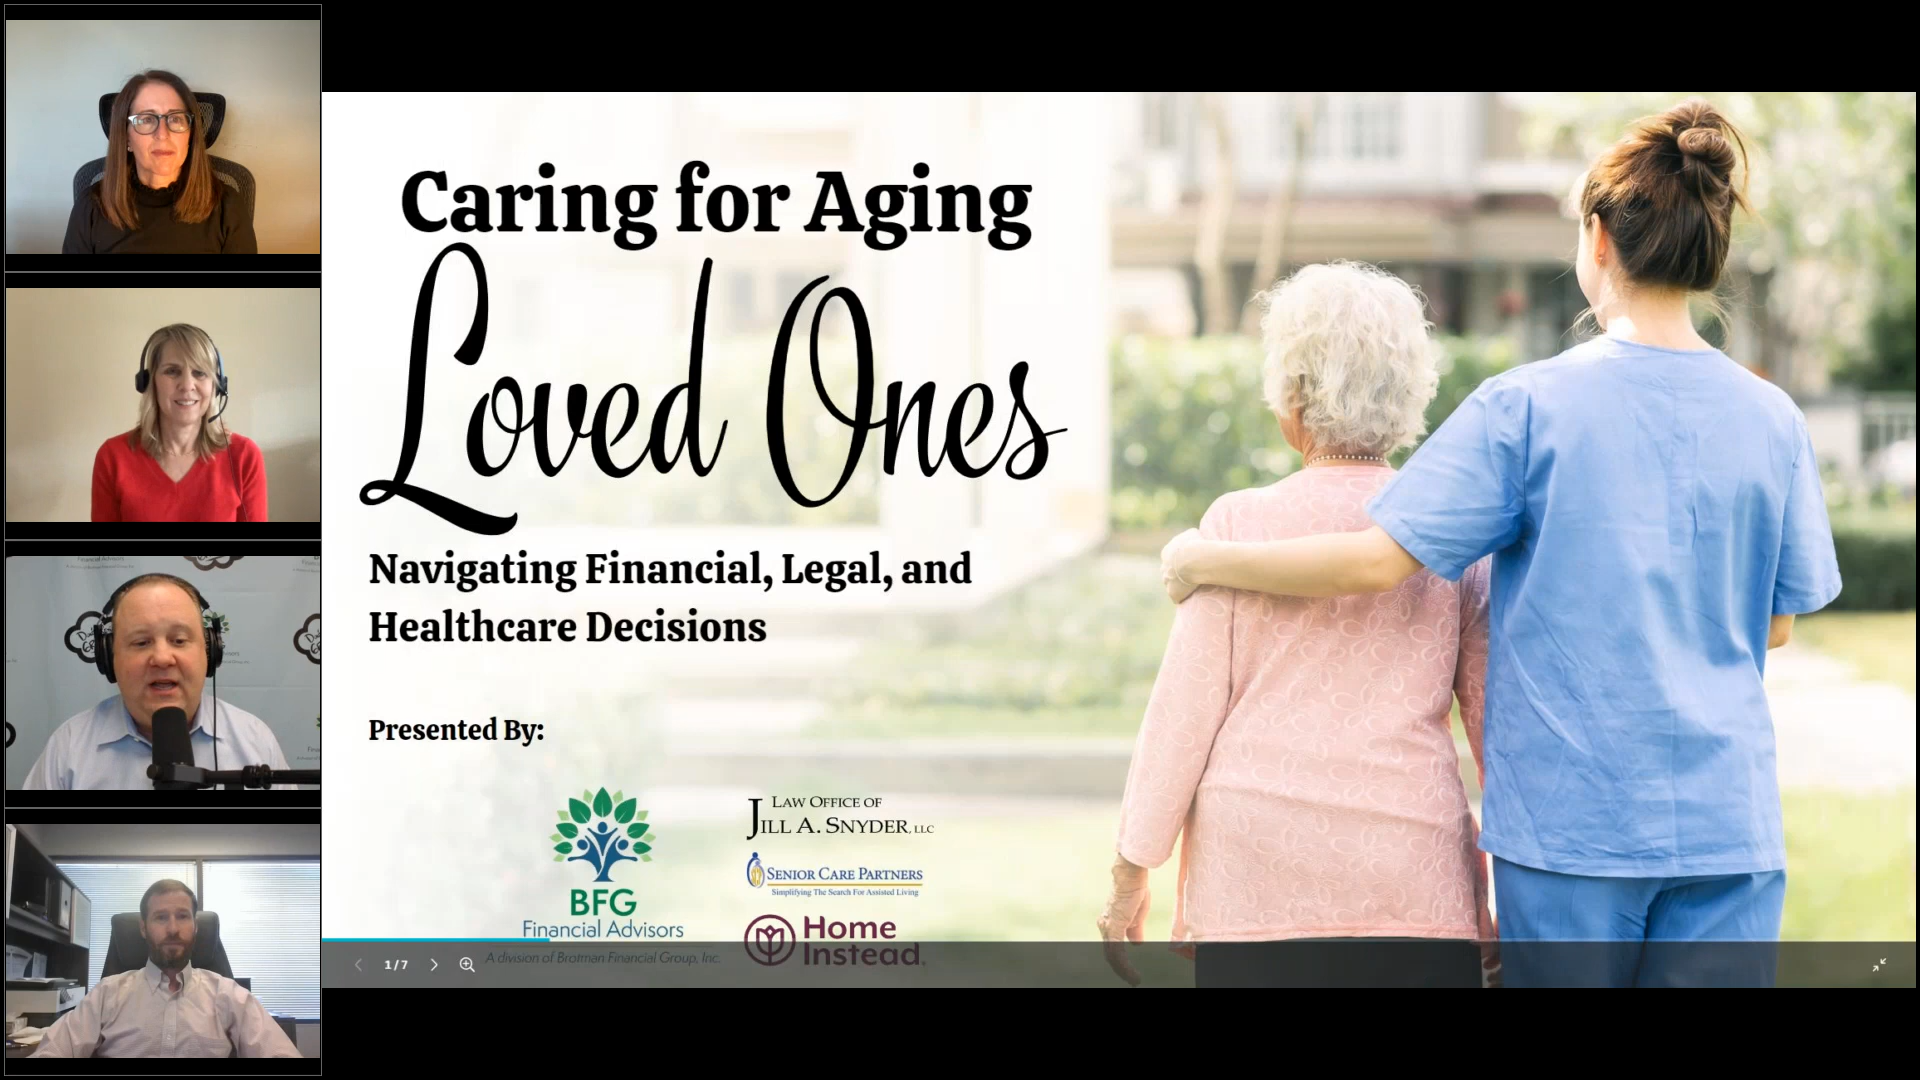 Caring for Aging
Loved Ones
Navigating Financial, Legal, and
Healthcare Decisions
Presented By:
BFG
Financial Advisors
A division of Brotman Financial Group, Inc.
LAW OFFICE OF
JILL A. SNYDER, LLC
SENIOR CARE PARTNERS
Simplifying The Search For Assisted Living
Home
Instead
1/7